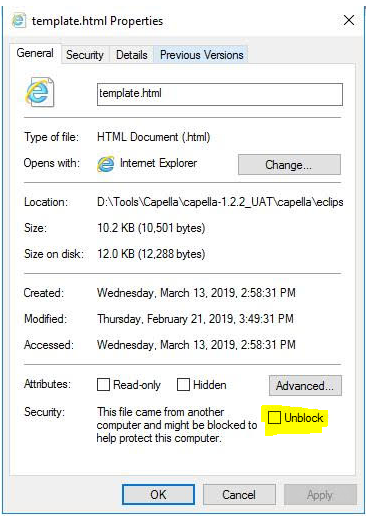 template.html Properties
General Security Details Previous Versions
template.html
Type of file: HTML Document (.html)
Opens with: Internet Explorer Change...
Location: D:\Tools\Capella\capella-1.2.2_UAT\capella\eclips
Size: 10.2 KB (10,501 bytes)
Size on disk: 12.0 KB (12,288 bytes)
Created: Wednesday, March 13, 2019, 2:58:31 PM
Modified: Thursday, February 21, 2019, 3:49:31 PM
Accessed: Wednesday, March 13, 2019, 2:58:31 PM
Attributes: Read-only Hidden Advanced...
Security: This file came from another Unblock
computer and might be blocked to
help protect this computer.
OK Cancel Apply